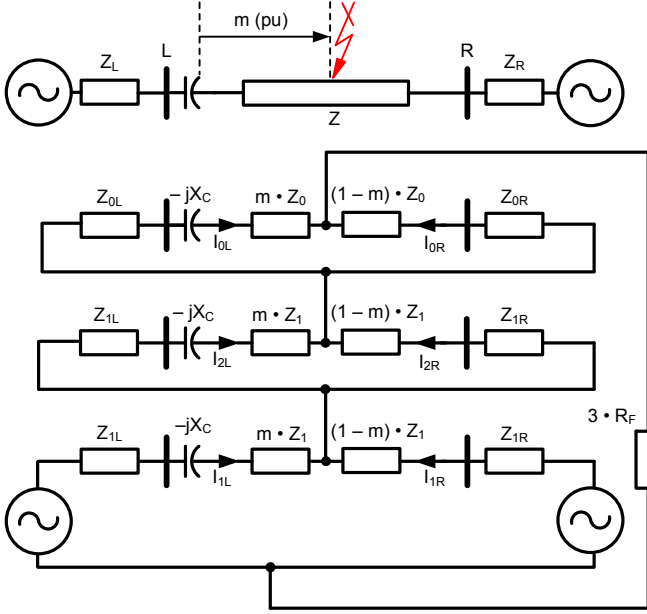 m (pu)
L
R
Z_L
Z_R
Z
Z_0L
– jX_C
m • Z_0
(1 – m) • Z_0
Z_0R
I_0L
I_0R
Z_1L
– jX_C
m • Z_1
(1 – m) • Z_1
Z_1R
I_2L
I_2R
3 • R_F
Z_1L
–jX_C
m • Z_1
(1 – m) • Z_1
Z_1R
I_1L
I_1R